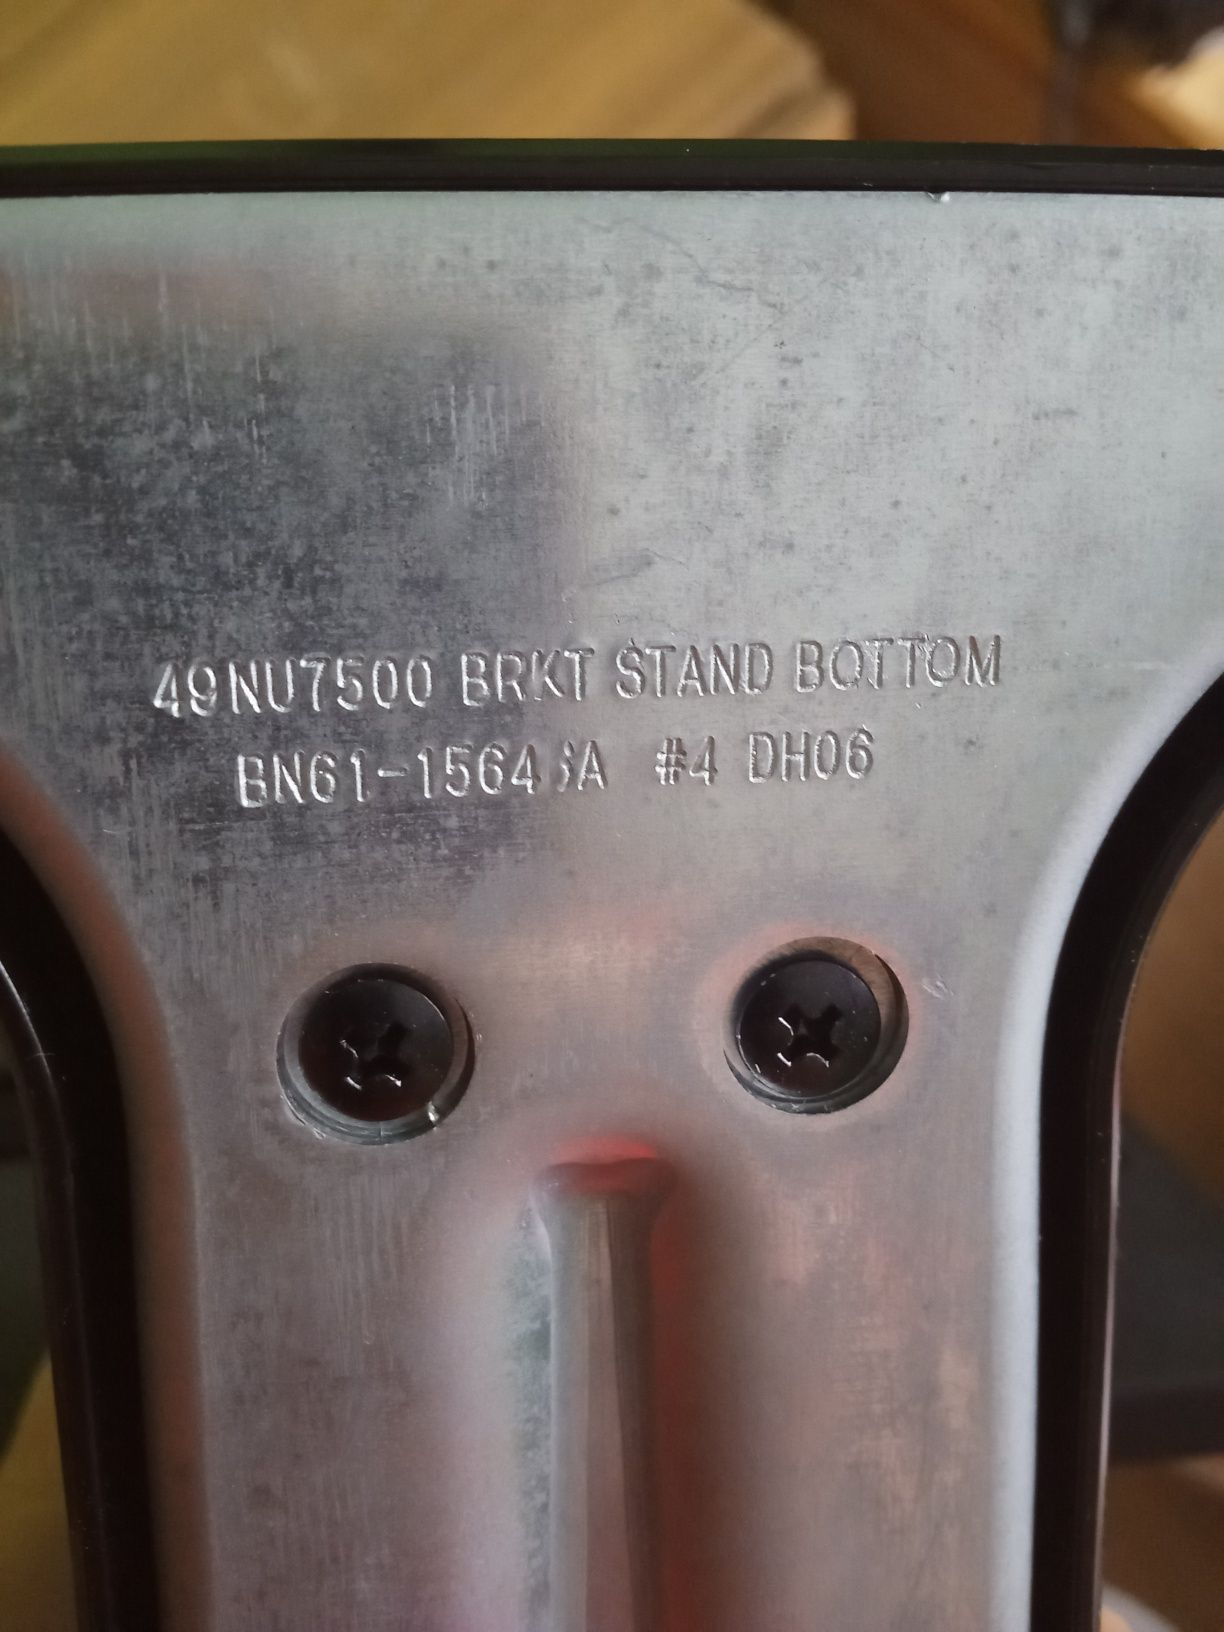 49NU7500 BRKT STAND BOTTOM
#4 DH06